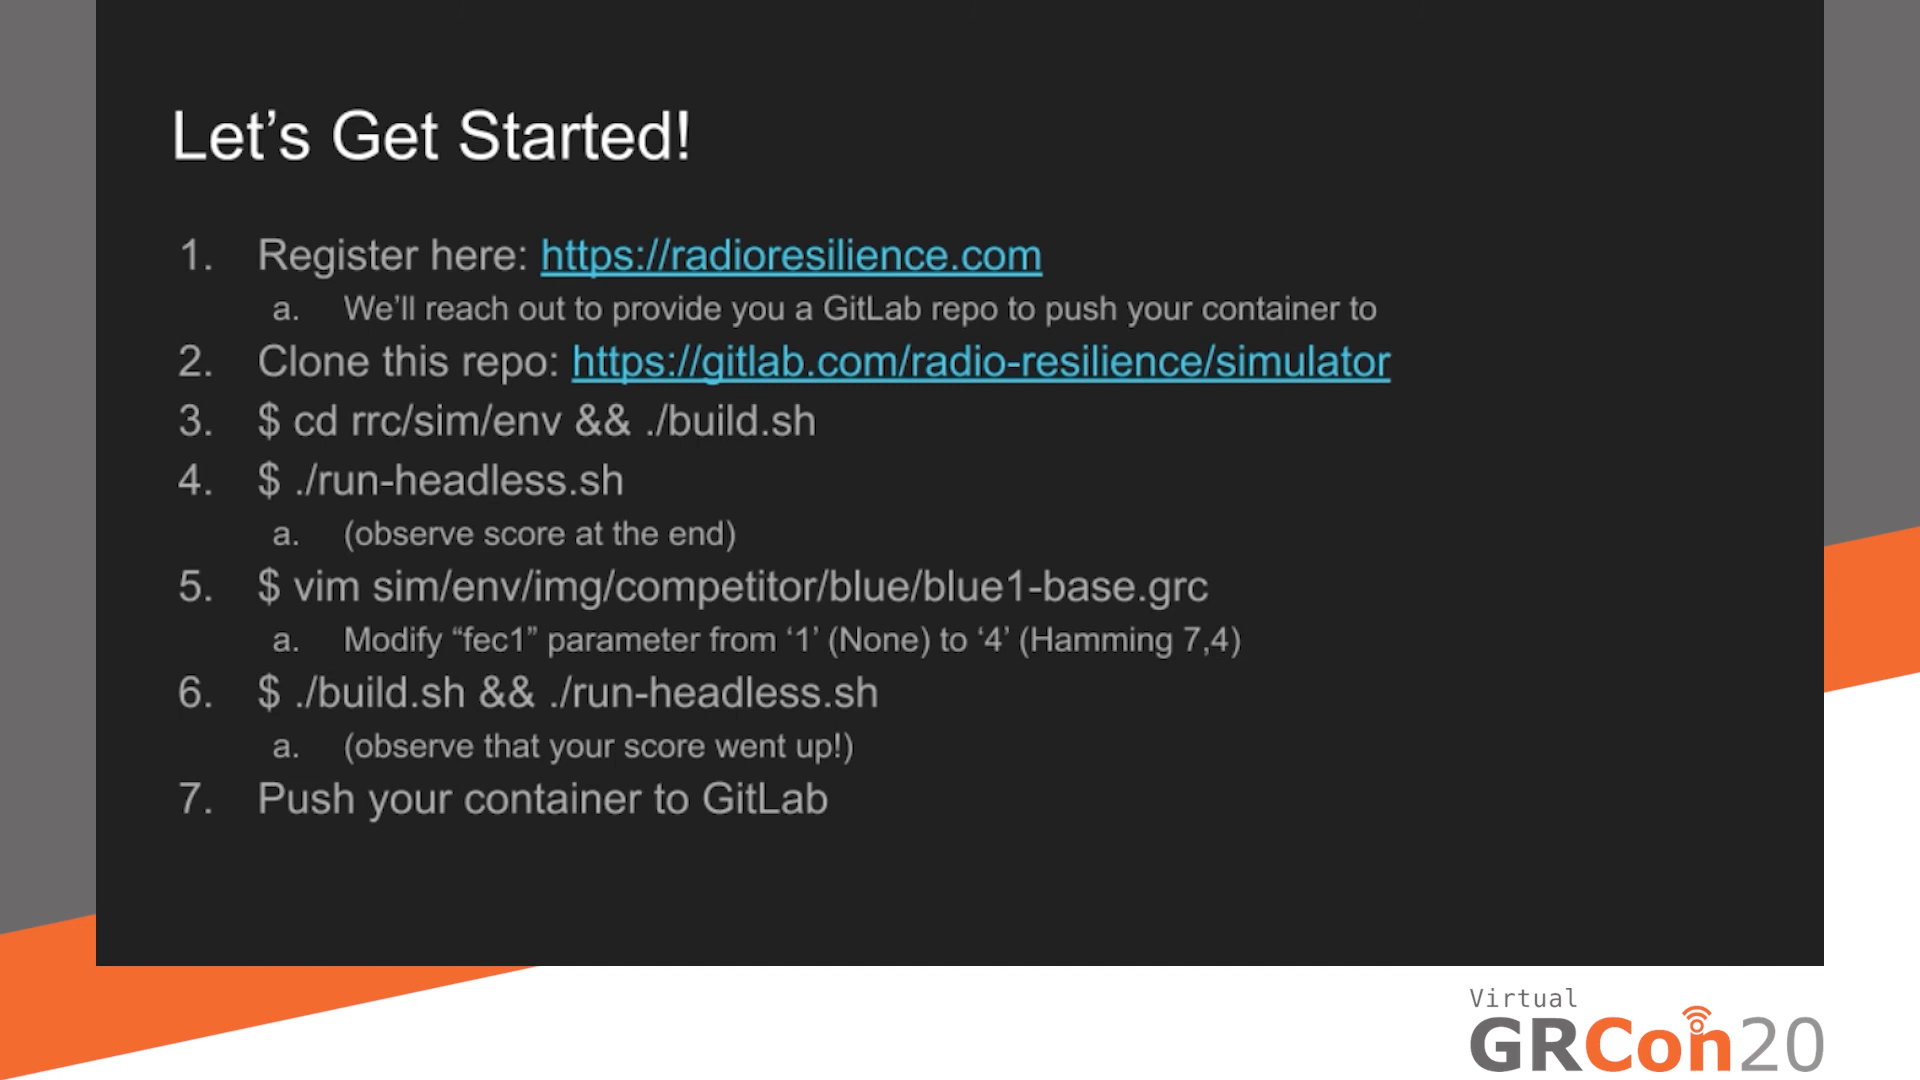 Let’s Get Started!
1. Register here: https://radioresilience.com
a. We’ll reach out to provide you a GitLab repo to push your container to
2. Clone this repo: https://gitlab.com/radio-resilience/simulator
3. $ cd rrc/sim/env && ./build.sh
4. $ ./run-headless.sh
a. (observe score at the end)
5. $ vim sim/env/img/competitor/blue/blue1-base.grc
a. Modify “fec1” parameter from ‘1’ (None) to ‘4’ (Hamming 7,4)
6. $ ./build.sh && ./run-headless.sh
a. (observe that your score went up!)
7. Push your container to GitLab
Virtual
GRCon20